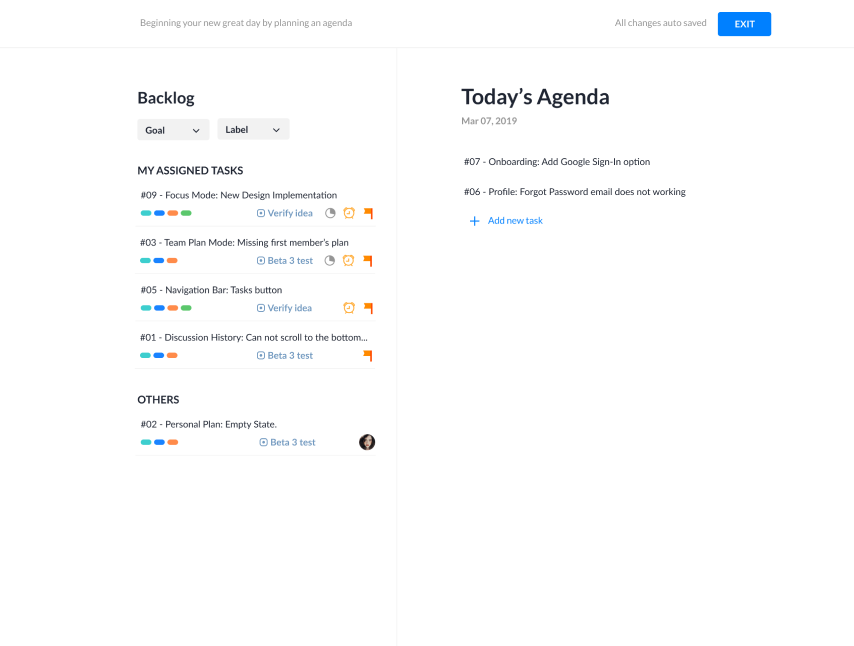 Beginning your new great day by planning an agenda
All changes auto saved
EXIT
Backlog
Goal
Label
MY ASSIGNED TASKS
#09 - Focus Mode: New Design Implementation
Verify idea
#03 - Team Plan Mode: Missing first member’s plan
Beta 3 test
#05 - Navigation Bar: Tasks button
Verify idea
#01 - Discussion History: Can not scroll to the bottom...
Beta 3 test
OTHERS
#02 - Personal Plan: Empty State.
Beta 3 test
Today’s Agenda
Mar 07, 2019
#07 - Onboarding: Add Google Sign-In option
#06 - Profile: Forgot Password email does not working
Add new task